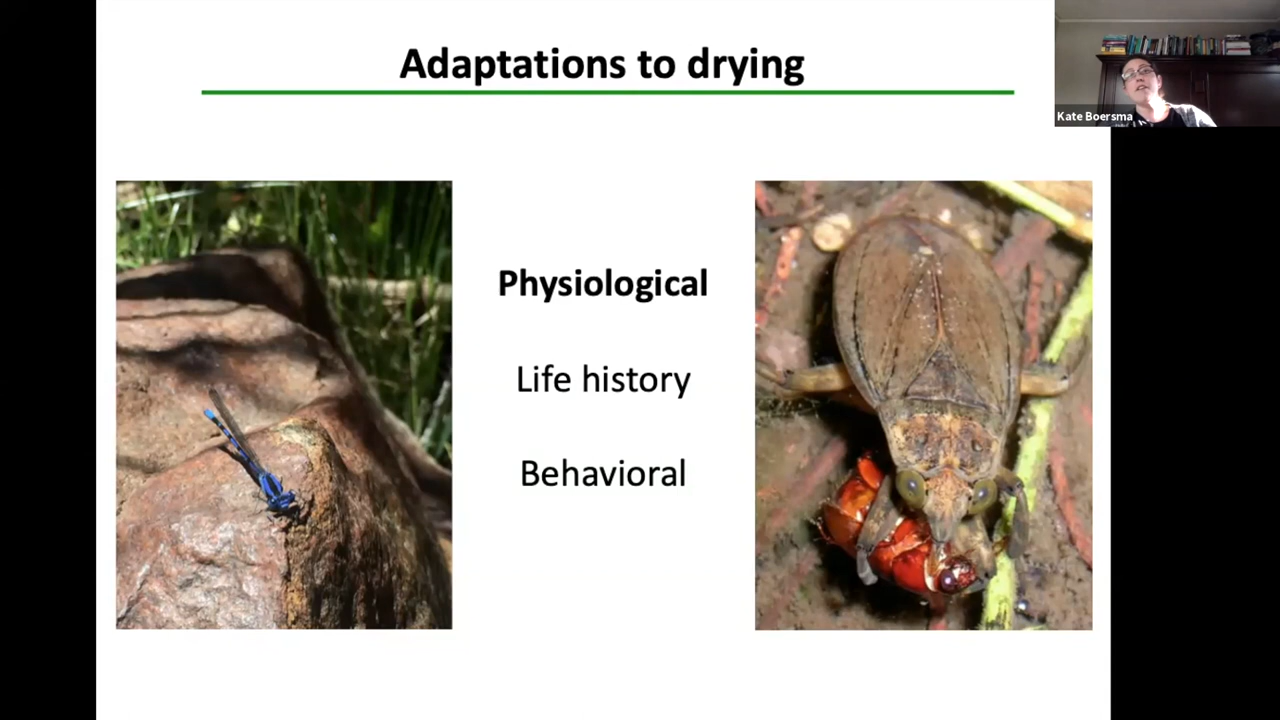 Adaptations to drying
Kate Boersma
Physiological
Life history
Behavioral